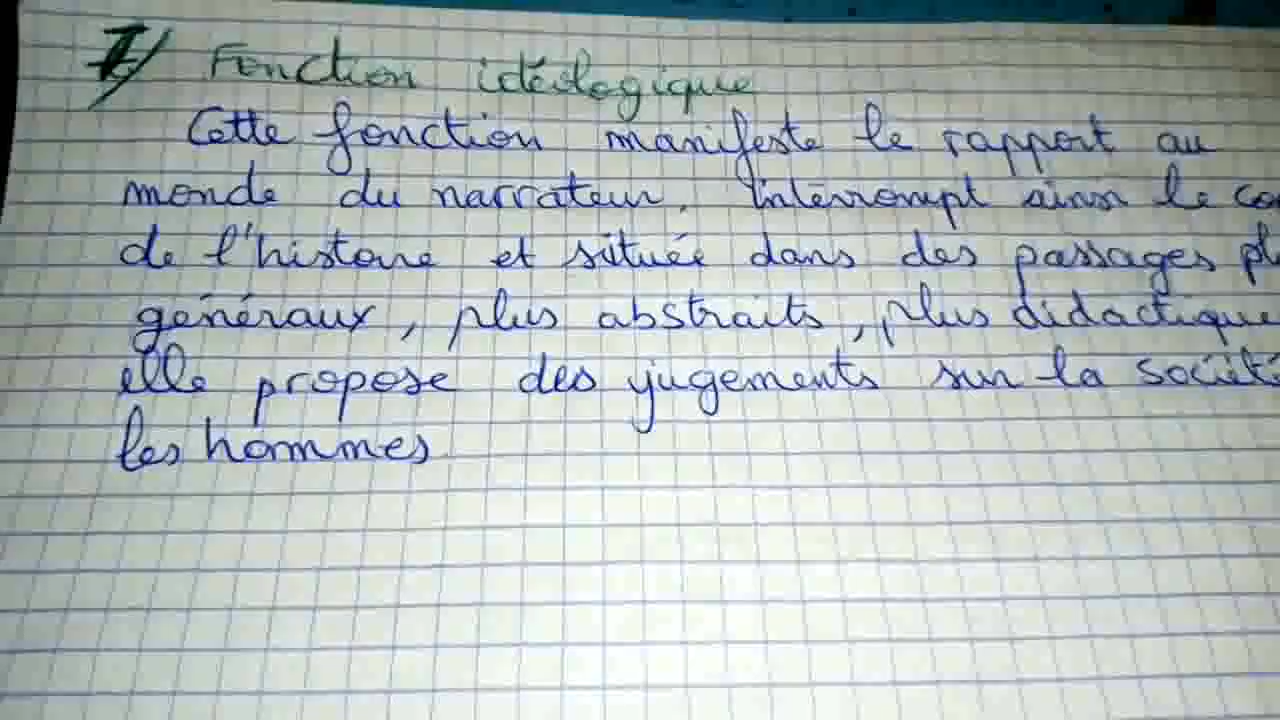 7/ Fonction idéologique
Cette fonction manifeste le rapport au
monde du narrateur. Interrompt ainsi le
de l'histoire et située dans des passages
généraux, plus abstraits, plus didactique
elle propose des jugements sur la société
les hommes